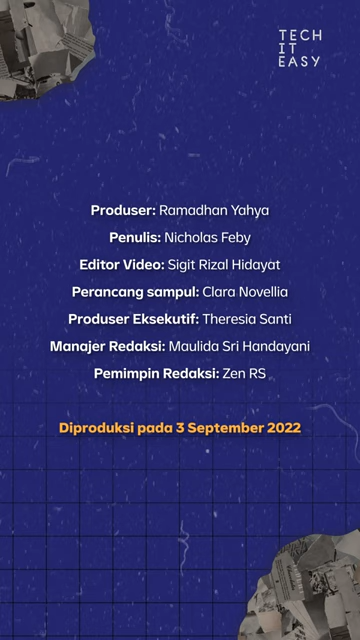 TECH
IT
EASY
Produser: Ramadhan Yahya
Penulis: Nicholas Feby
Editor Video: Sigit Rizal Hidayat
Perancang sampul: Clara Novellia
Produser Eksekutif: Theresia Santi
Manajer Redaksi: Maulida Sri Handayani
Pemimpin Redaksi: Zen RS
Diproduksi pada 3 September 2022